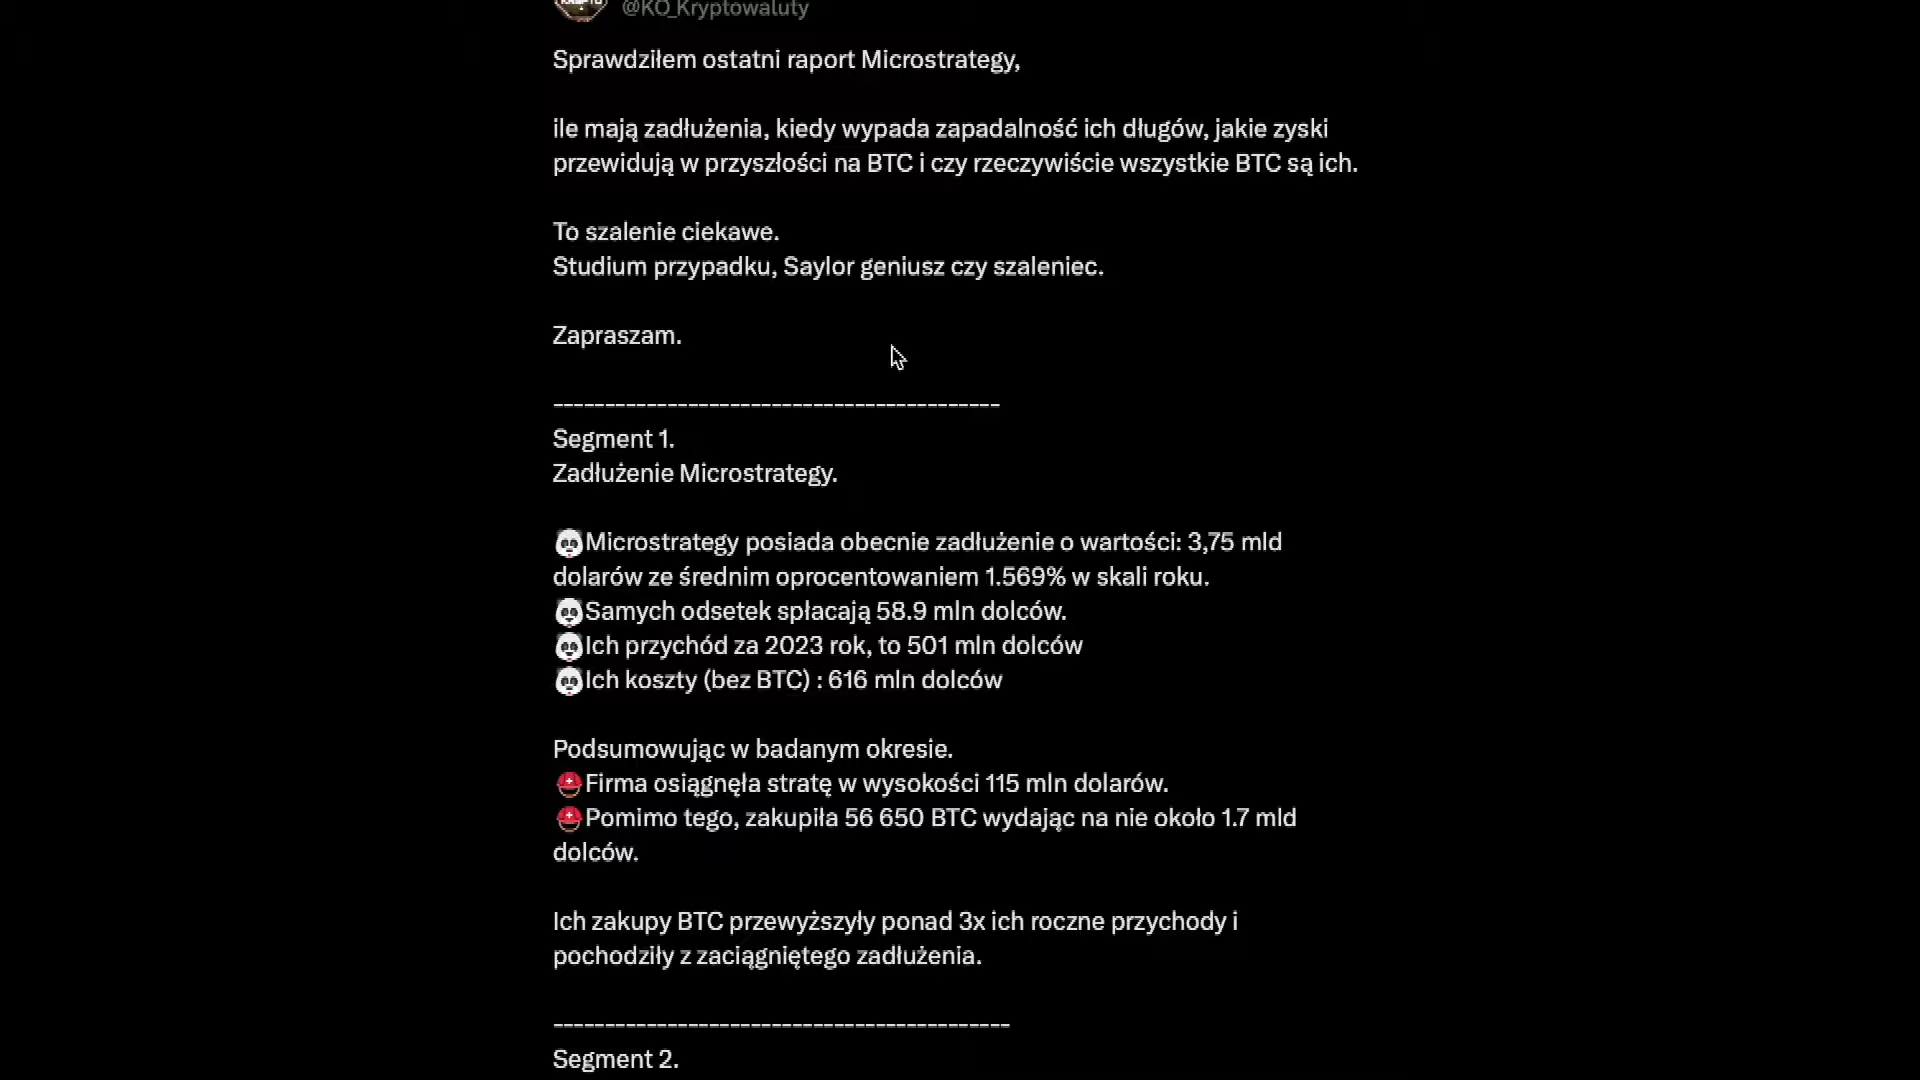 @KO_Kryptowaluty
Sprawdziłem ostatni raport Microstrategy,
ile mają zadłużenia, kiedy wypada zapadalność ich długów, jakie zyski
przewidują w przyszłości na BTC i czy rzeczywiście wszystkie BTC są ich.
To szalenie ciekawe.
Studium przypadku, Saylor geniusz czy szaleniec.
Zapraszam.
-------------------------------------------
Segment 1.
Zadłużenie Microstrategy.
Microstrategy posiada obecnie zadłużenie o wartości: 3,75 mld
dolarów ze średnim oprocentowaniem 1.569% w skali roku.
Samych odsetek spłacają 58.9 mln dolców.
Ich przychód za 2023 rok, to 501 mln dolców
Ich koszty (bez BTC) : 616 mln dolców
Podsumowując w badanym okresie.
Firma osiągnęła stratę w wysokości 115 mln dolarów.
Pomimo tego, zakupiła 56 650 BTC wydając na nie około 1.7 mld
dolców.
Ich zakupy BTC przewyższyły ponad 3x ich roczne przychody i
pochodziły z zaciągniętego zadłużenia.
--------------------------------------------
Segment 2.